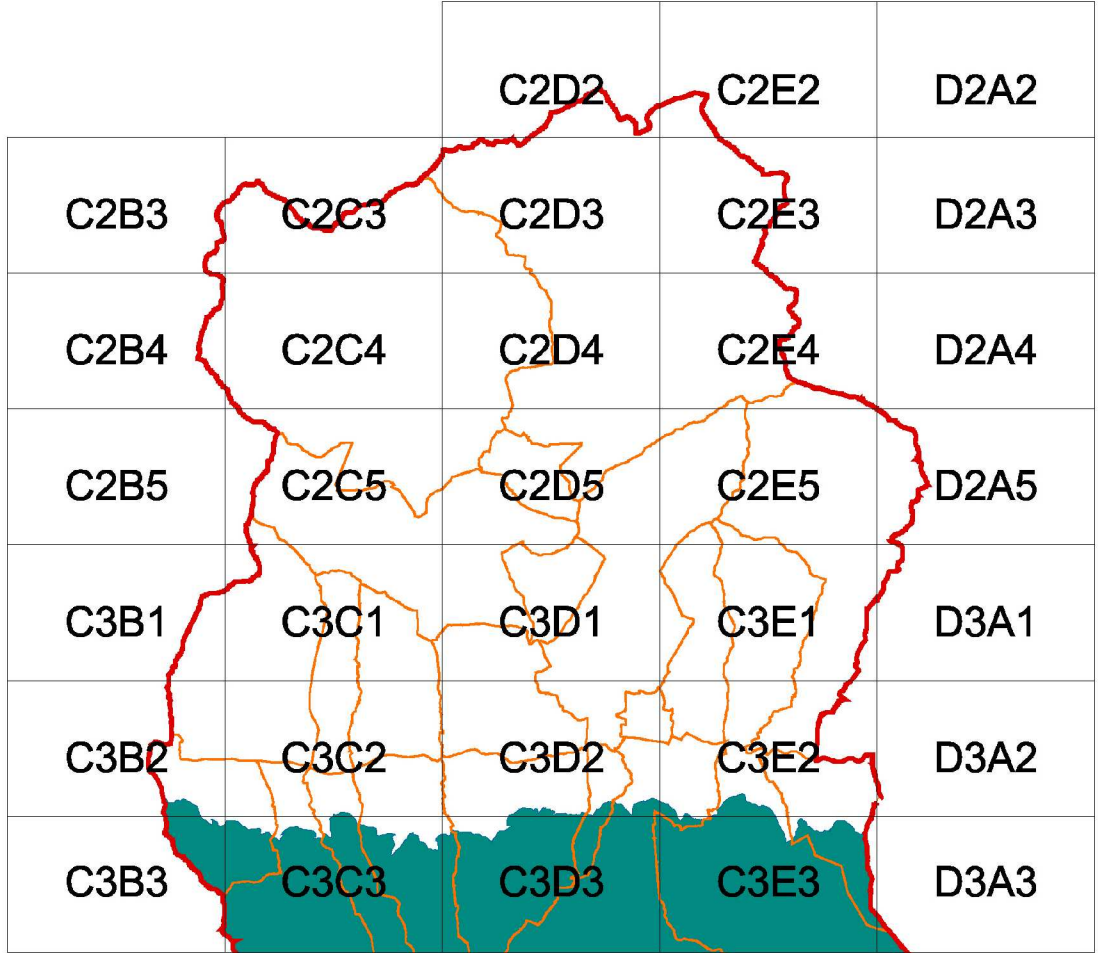 C2D2 C2E2 D2A2
C2B3 C2C3 C2D3 C2E3 D2A3
C2B4 C2C4 C2D4 C2E4 D2A4
C2B5 C2C5 C2D5 C2E5 D2A5
C3B1 C3C1 C3D1 C3E1 D3A1
C3B2 C3C2 C3D2 C3E2 D3A2
C3B3 C3C3 C3D3 C3E3 D3A3